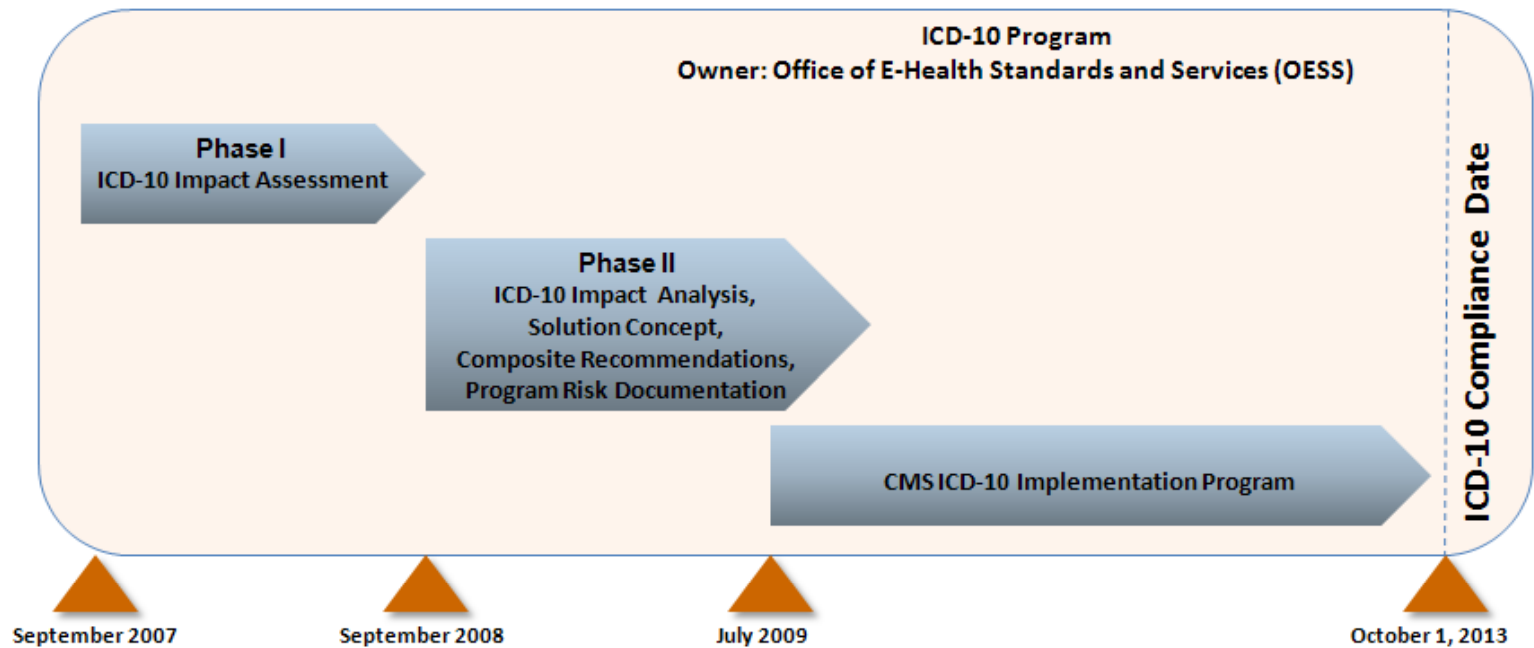 ICD-10 Program
Owner: Office of E-Health Standards and Services (OESS)
Phase I
ICD-10 Impact Assessment
Phase II
ICD-10 Impact Analysis,
Solution Concept,
Composite Recommendations,
Program Risk Documentation
CMS ICD-10 Implementation Program
ICD-10 Compliance Date
September 2007
September 2008
July 2009
October 1, 2013